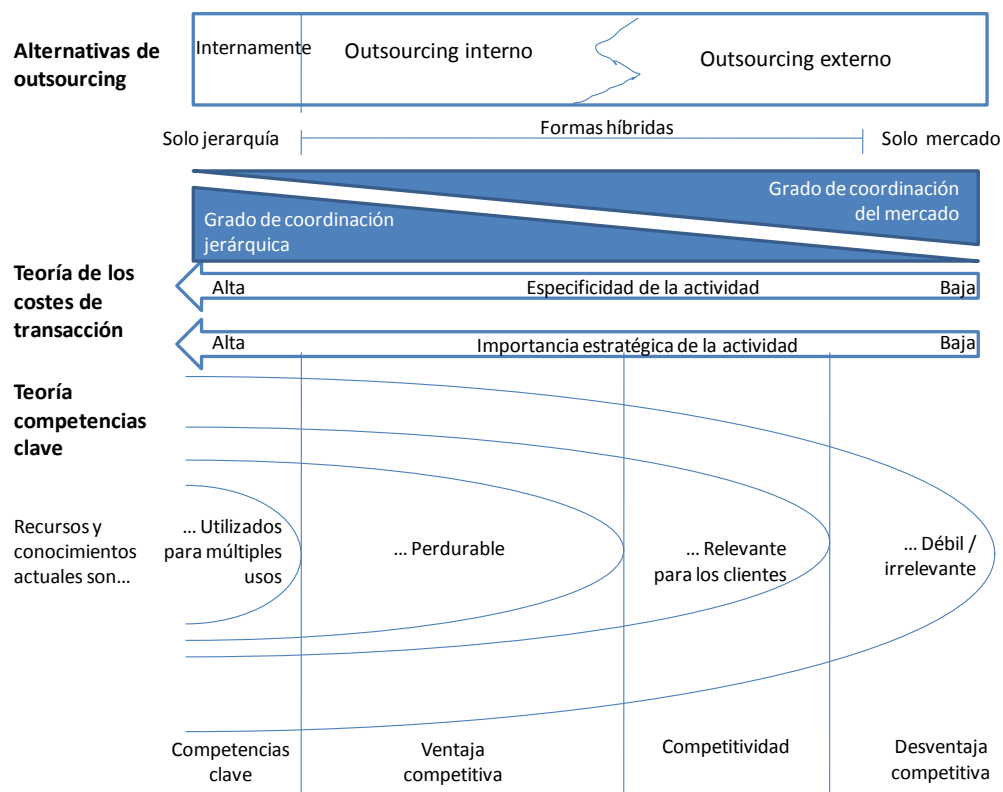 Alternativas de
outsourcing
Internamente
Outsourcing interno
Outsourcing externo
Solo jerarquía
Formas híbridas
Solo mercado
Grado de coordinación
del mercado
Grado de coordinación
jerárquica
Teoría de los
costes de
transacción
Alta
Especificidad de la actividad
Baja
Alta
Importancia estratégica de la actividad
Baja
Teoría
competencias
clave
Recursos y
conocimientos
actuales son...
... Utilizados
para múltiples
usos
... Perdurable
... Relevante
para los clientes
... Débil /
irrelevante
Competencias
clave
Ventaja
competitiva
Competitividad
Desventaja
competitiva